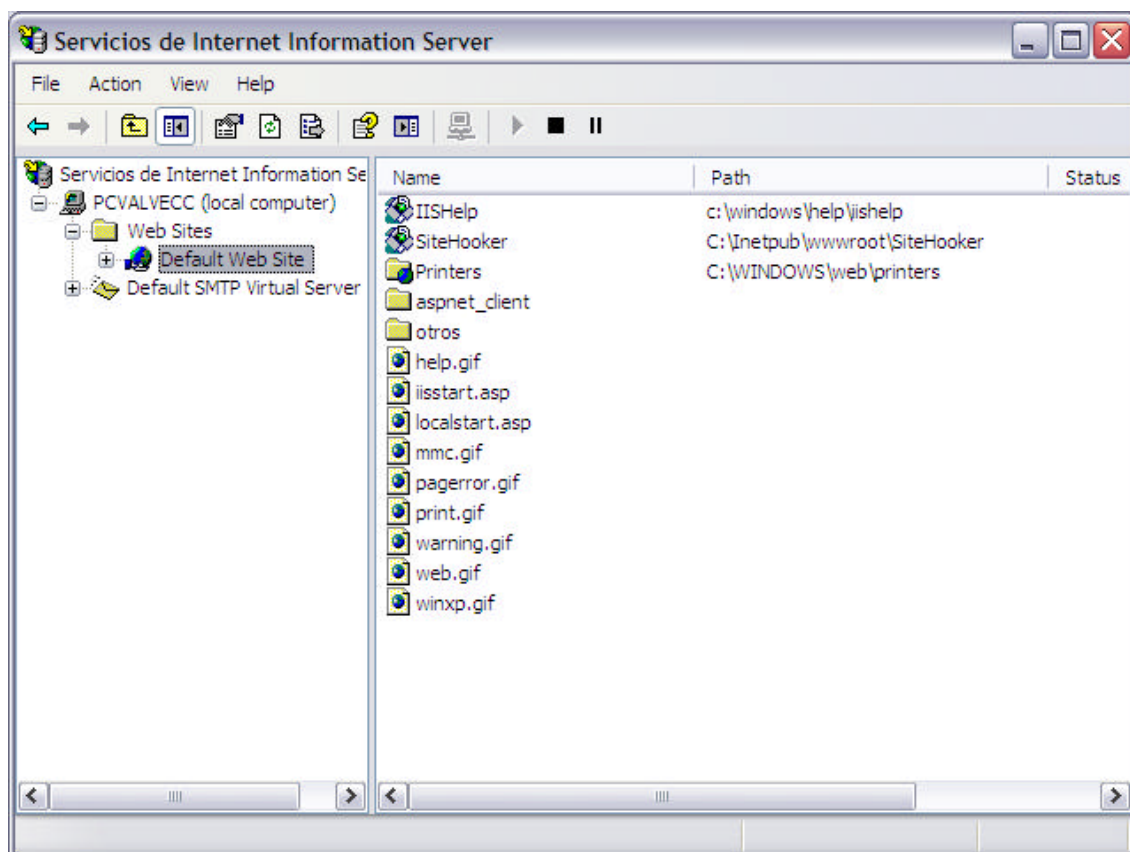 Servicios de Internet Information Server
File Action View Help
Servicios de Internet Information Se
PCVALVECC (local computer)
Web Sites
Default Web Site
Default SMTP Virtual Server
Name Path Status
IISHelp c:\windows\help\iishelp
SiteHooker C:\Inetpub\wwwroot\SiteHooker
Printers C:\WINDOWS\web\printers
aspnet_client
otros
help.gif
iisstart.asp
localstart.asp
mmc.gif
pagerror.gif
print.gif
warning.gif
web.gif
winxp.gif